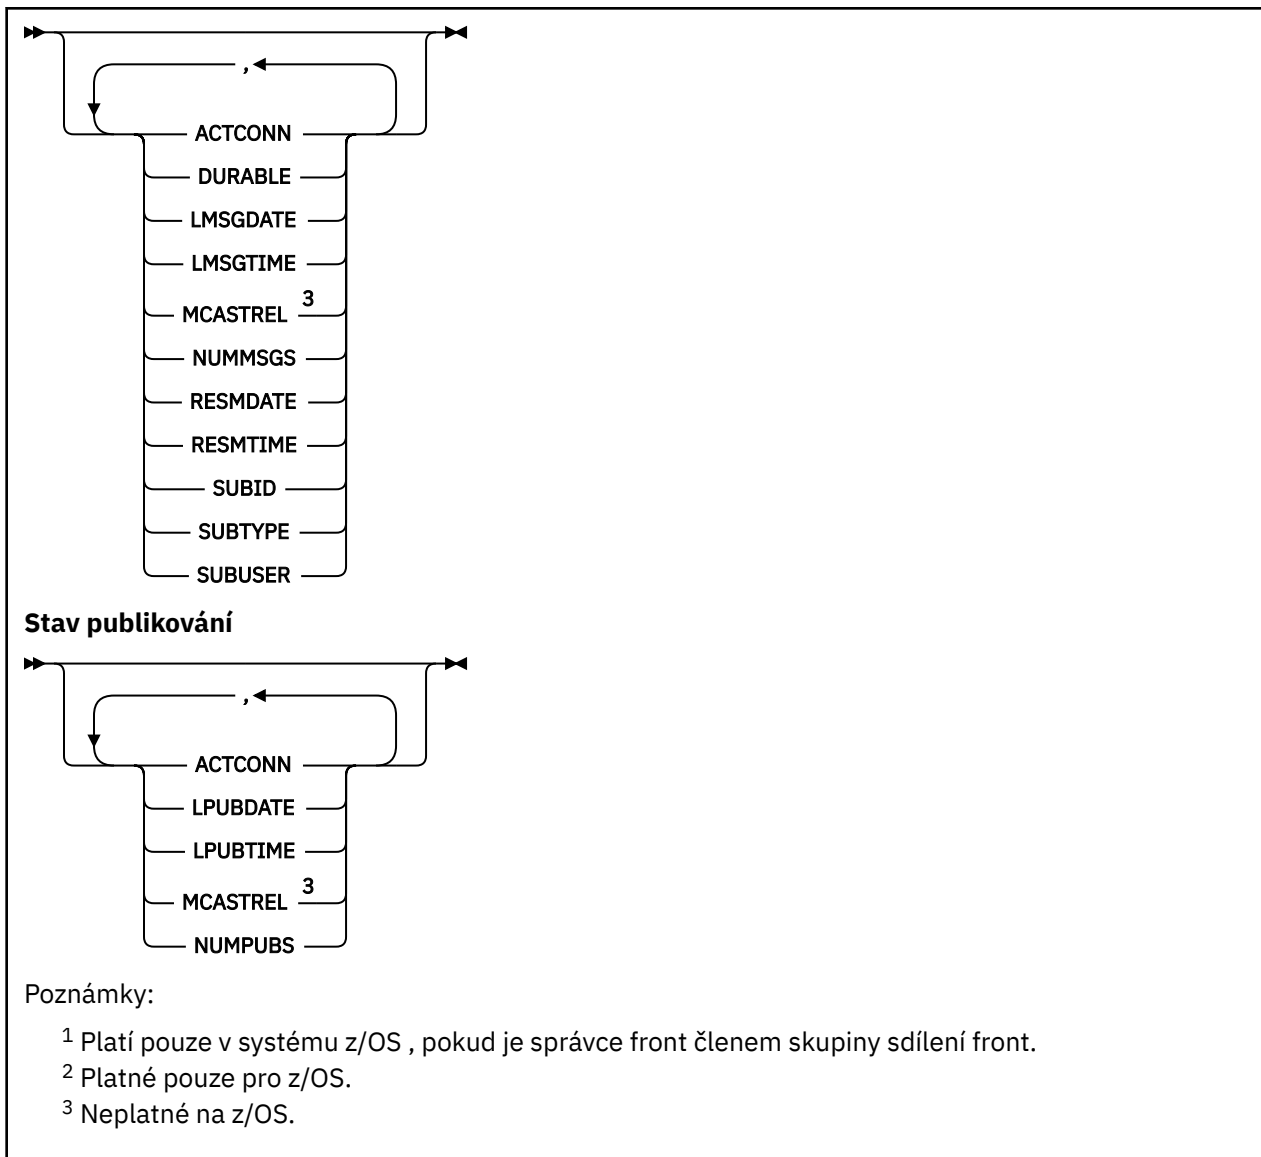 ,
ACTCONN
DURABLE
LMSGDATE
LMSGTIME
MCASTREL 3
NUMMSGS
RESMDATE
RESMTIME
SUBID
SUBTYPE
SUBUSER
Stav publikování
,
ACTCONN
LPUBDATE
LPUBTIME
MCASTREL 3
NUMPUBS
Poznámky:
1 Platí pouze v systému z/OS , pokud je správce front členem skupiny sdílení front.
2 Platné pouze pro z/OS.
3 Neplatné na z/OS.